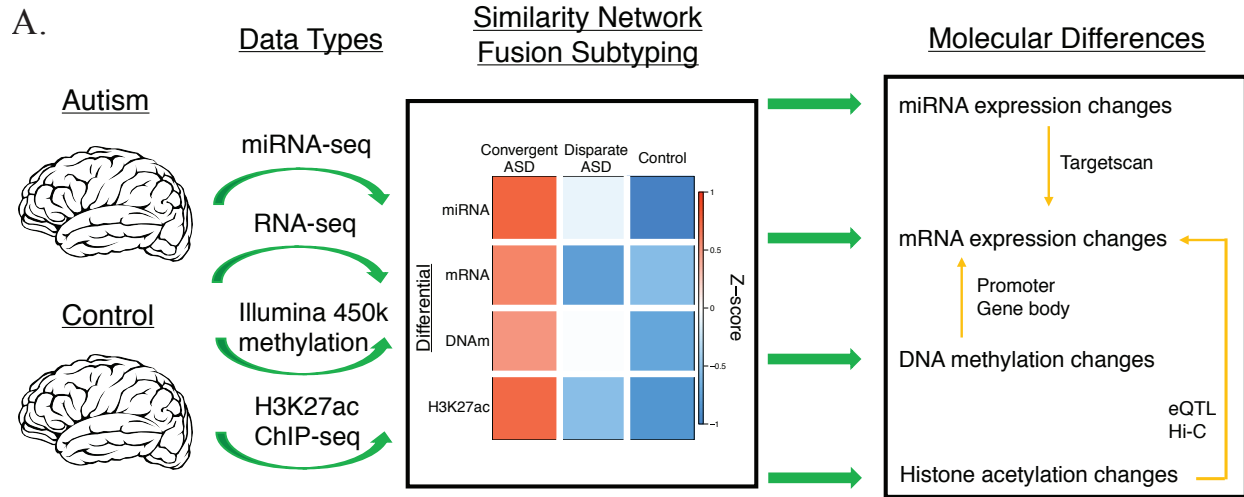 A.
Data Types
Similarity Network
Fusion Subtyping
Molecular Differences
Autism
Control
miRNA-seq
RNA-seq
Illumina 450k
methylation
H3K27ac
ChIP-seq
Convergent
ASD
Disparate
ASD
Control
Differential
miRNA
mRNA
DNAm
H3K27ac
1
0.5
0
−0.5
−1
Z−score
miRNA expression changes
Targetscan
mRNA expression changes
Promoter
Gene body
DNA methylation changes
eQTL
Hi-C
Histone acetylation changes